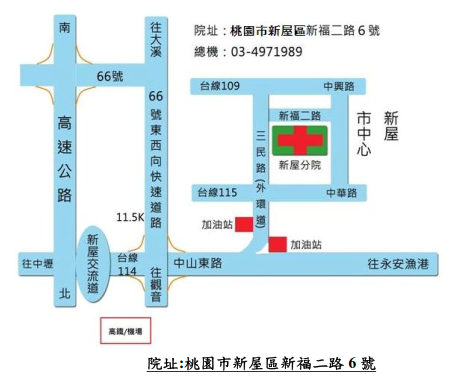 院址：桃園市新屋區新福二路６號
總機：03-4971989
南
高速公路
北
66號
往大溪
66號東西向快速道路
11.5K
往觀音
台線109
中興路
新福二路
新屋分院
三民路(外環道)
新屋
市中心
台線115
中華路
加油站
加油站
往中壢
新屋交流道
台線
114
中山東路
往永安漁港
高鐵/機場
院址:桃園市新屋區新福二路 6 號